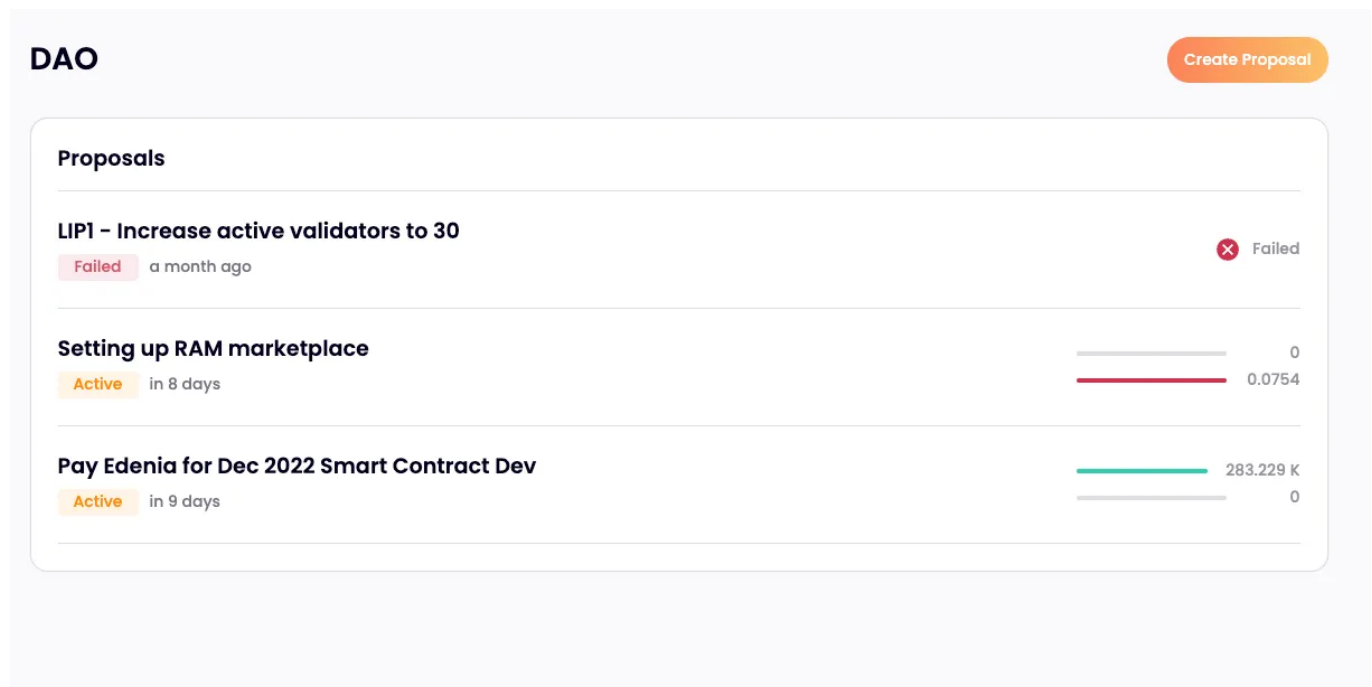 DAO
Create Proposal
Proposals
LIP1 - Increase active validators to 30
Failed a month ago
Failed
Setting up RAM marketplace
Active in 8 days
0
0.0754
Pay Edenia for Dec 2022 Smart Contract Dev
Active in 9 days
283.229 K
0